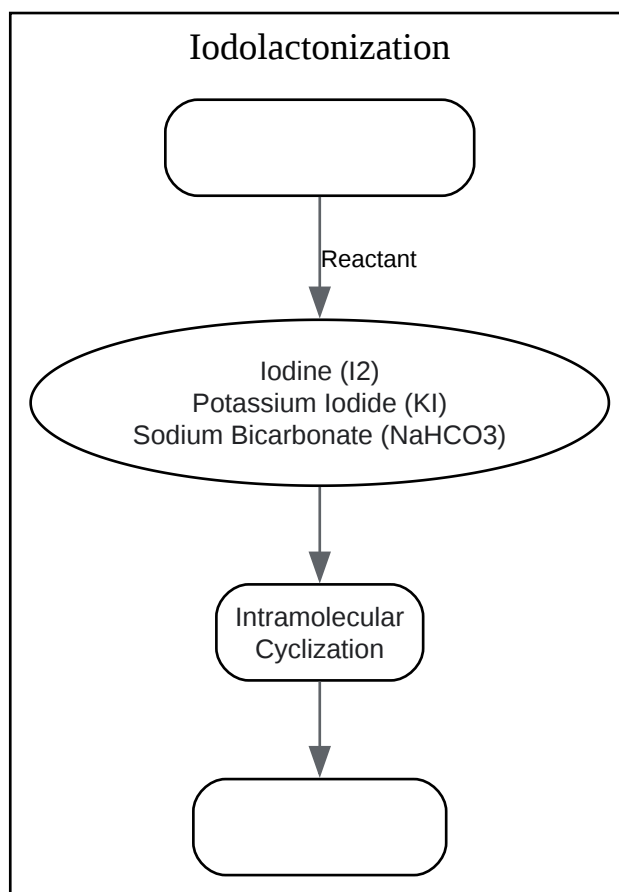 Iodolactonization
Reactant
Iodine (I2)
Potassium Iodide (KI)
Sodium Bicarbonate (NaHCO3)
Intramolecular
Cyclization